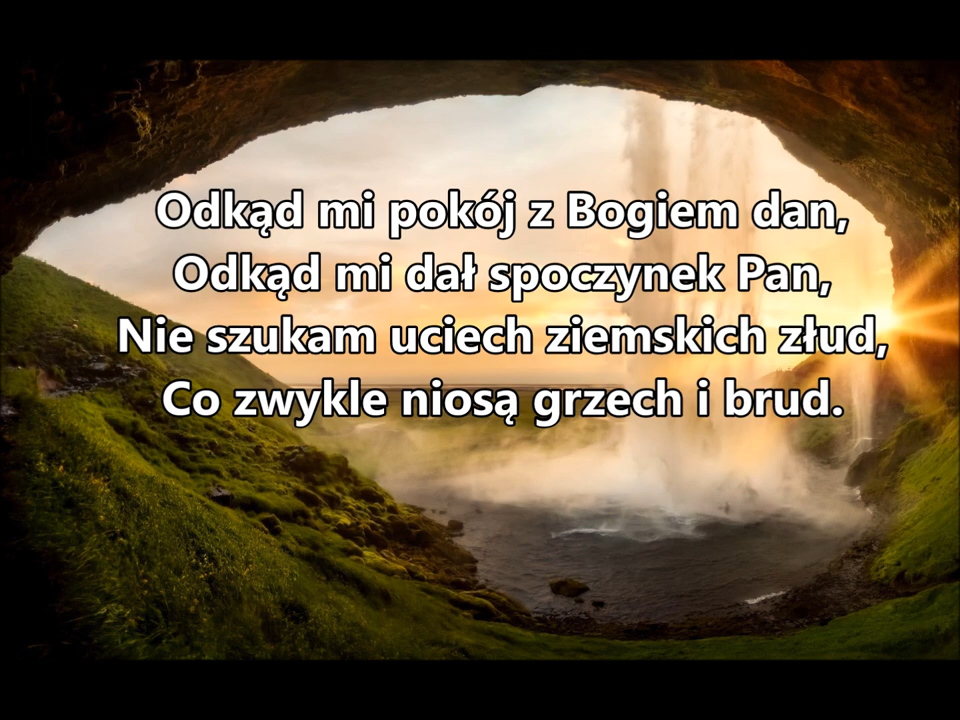 Odkąd mi pokój z Bogiem dan,
Odkąd mi dał spoczynek Pan,
Nie szukam uciech ziemskich złud,
Co zwykle niosą grzech i brud.